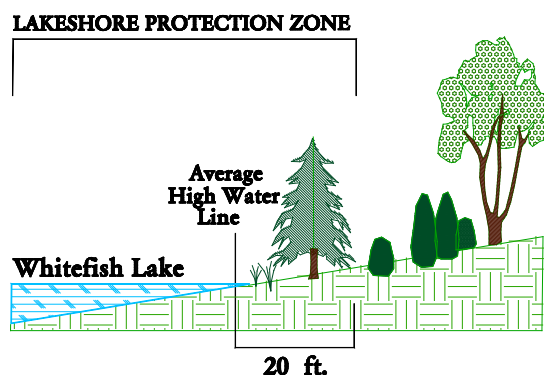 LAKESHORE PROTECTION ZONE
Average
High Water
Line
Whitefish Lake
20 ft.